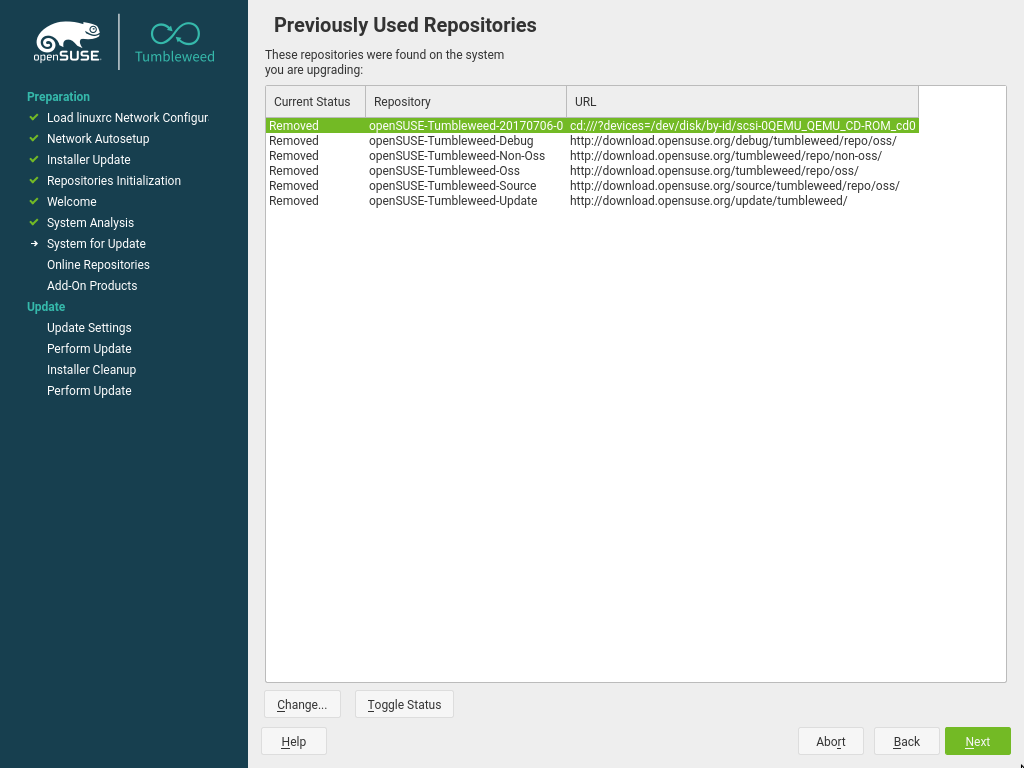 openSUSE
Tumbleweed
Preparation
Load linuxrc Network Configur
Network Autosetup
Installer Update
Repositories Initialization
Welcome
System Analysis
System for Update
Online Repositories
Add-On Products
Update
Update Settings
Perform Update
Installer Cleanup
Perform Update
Previously Used Repositories
These repositories were found on the system
you are upgrading:
Current Status Repository URL
Removed openSUSE-Tumbleweed-20170706-0 cd:///?devices=/dev/disk/by-id/scsi-0QEMU_QEMU_CD-ROM_cd0
Removed openSUSE-Tumbleweed-Debug http://download.opensuse.org/debug/tumbleweed/repo/oss/
Removed openSUSE-Tumbleweed-Non-Oss http://download.opensuse.org/tumbleweed/repo/non-oss/
Removed openSUSE-Tumbleweed-Oss http://download.opensuse.org/tumbleweed/repo/oss/
Removed openSUSE-Tumbleweed-Source http://download.opensuse.org/source/tumbleweed/repo/oss/
Removed openSUSE-Tumbleweed-Update http://download.opensuse.org/update/tumbleweed/
Change... Toggle Status
Help Abort Back Next